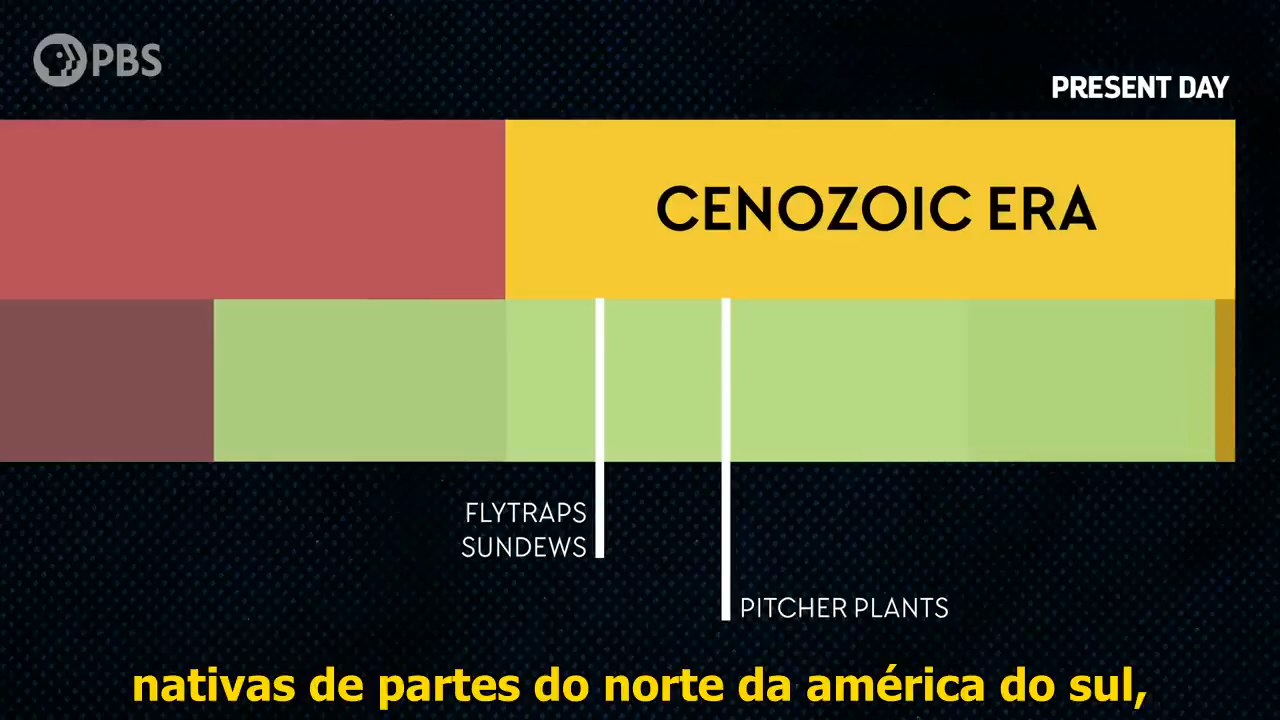 PBS
PRESENT DAY
CENOZOIC ERA
FLYTRAPS
SUNDEWS
PITCHER PLANTS
nativas de partes do norte da américa do sul,